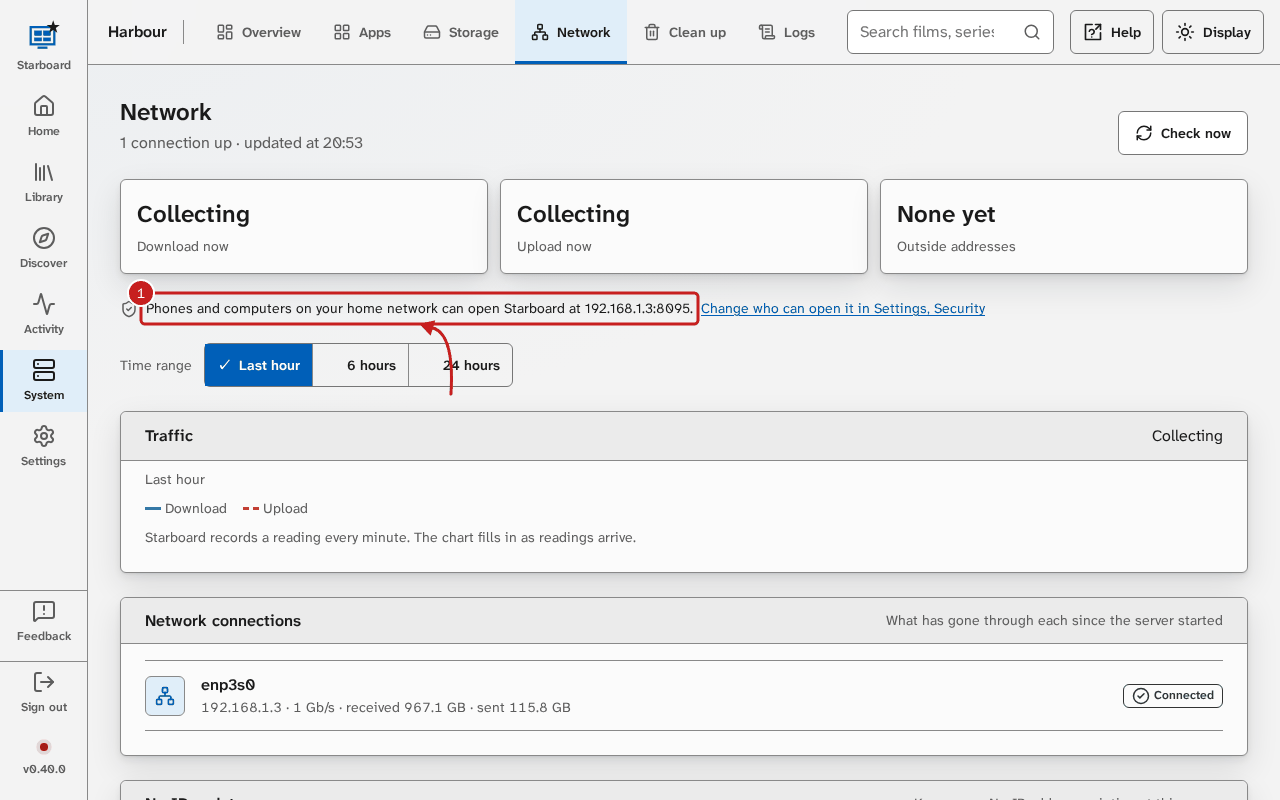 Starboard
Home
Library
Discover
Activity
System
Settings
Feedback
Sign out
v0.40.0
Harbour
Overview
Apps
Storage
Network
Clean up
Logs
Search films, series
Help
Display
Network
1 connection up · updated at 20:53
Check now
Collecting
Download now
Collecting
Upload now
None yet
Outside addresses
1
Phones and computers on your home network can open Starboard at 192.168.1.3:8095. Change who can open it in Settings, Security
Time range
✓ Last hour
6 hours
24 hours
Traffic
Collecting
Last hour
Download
Upload
Starboard records a reading every minute. The chart fills in as readings arrive.
Network connections
What has gone through each since the server started
enp3s0
192.168.1.3 · 1 Gb/s · received 967.1 GB · sent 115.8 GB
Connected